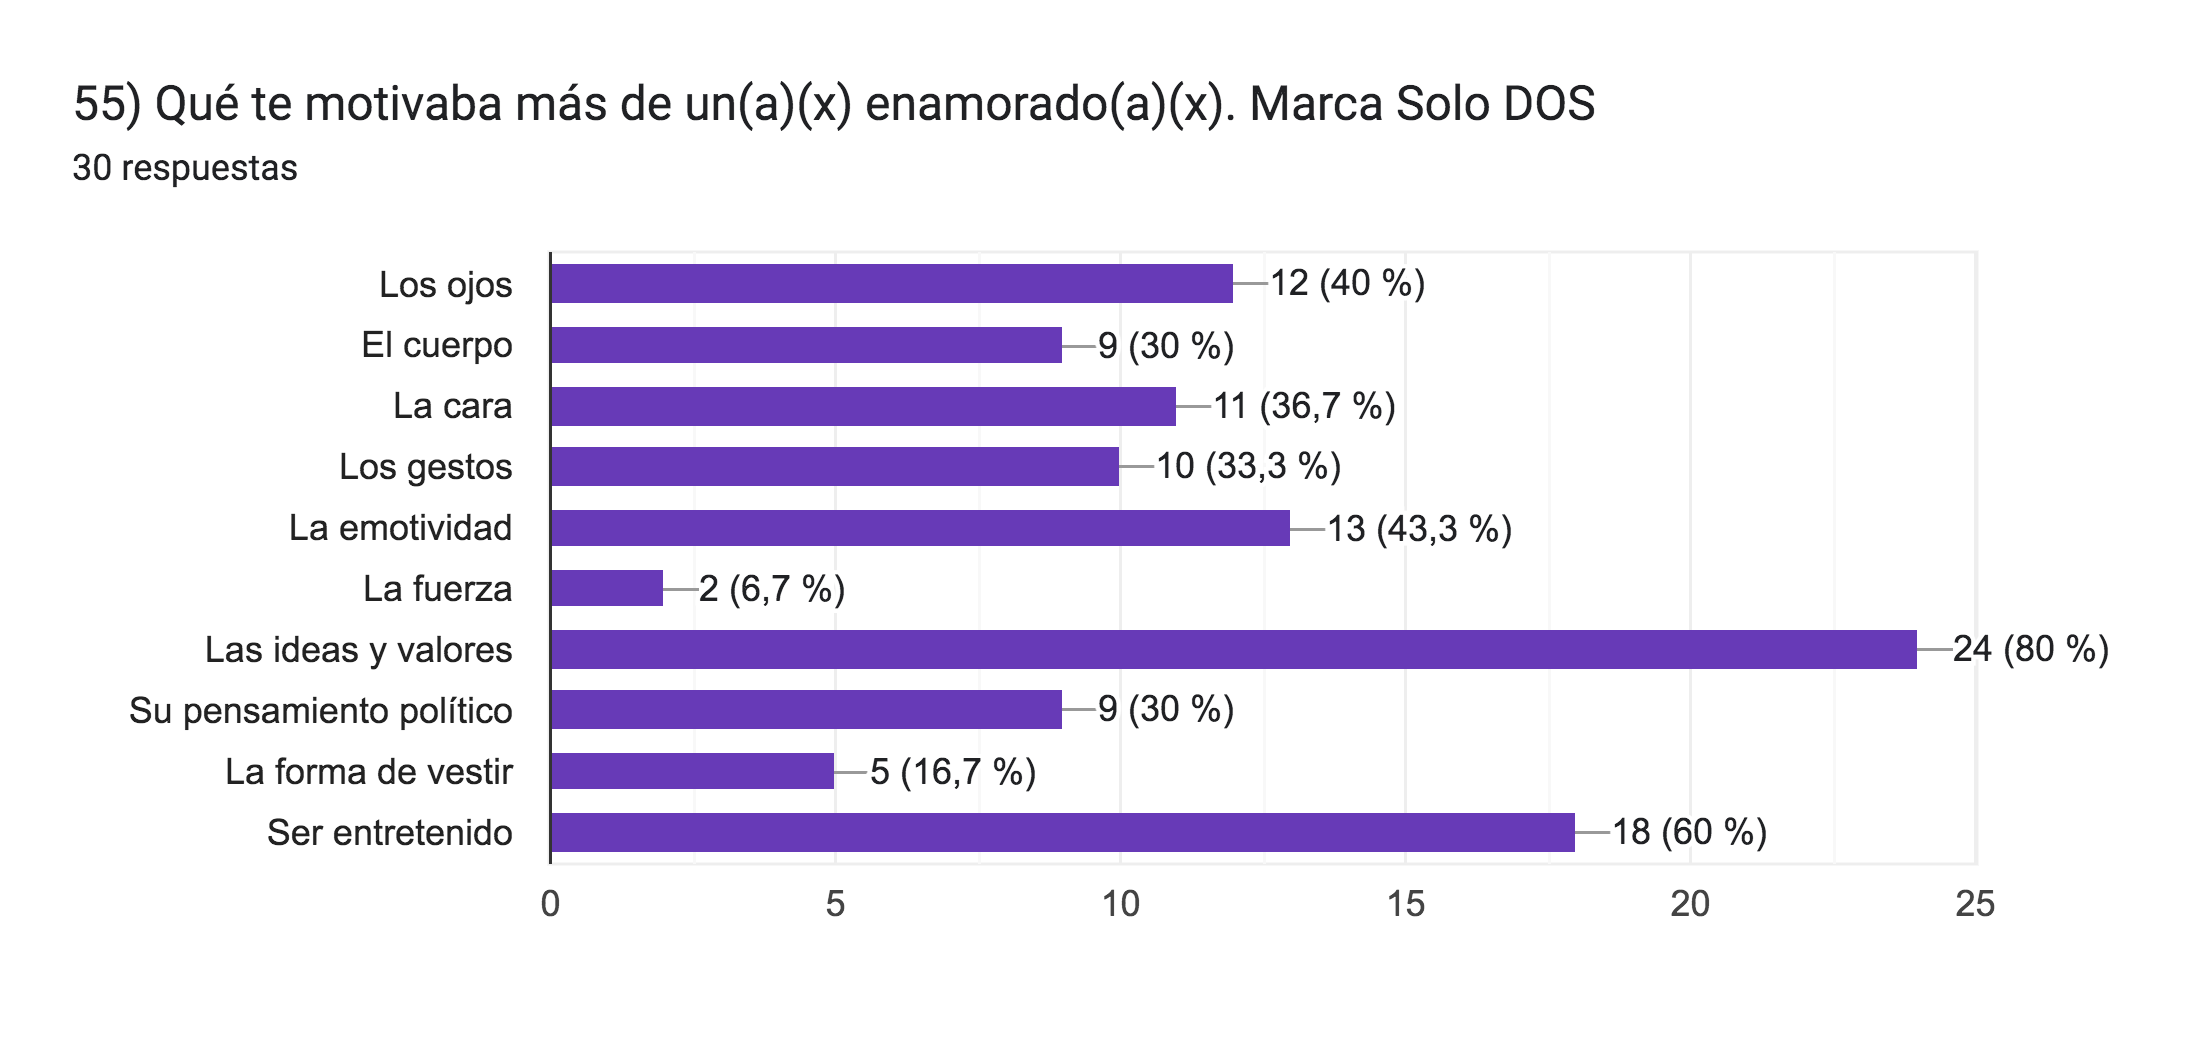 55) Qué te motivaba más de un(a)(x) enamorado(a)(x). Marca Solo DOS
30 respuestas
Los ojos 12 (40 %)
El cuerpo 9 (30 %)
La cara 11 (36,7 %)
Los gestos 10 (33,3 %)
La emotividad 13 (43,3 %)
La fuerza 2 (6,7 %)
Las ideas y valores 24 (80 %)
Su pensamiento político 9 (30 %)
La forma de vestir 5 (16,7 %)
Ser entretenido 18 (60 %)
0 5 10 15 20 25